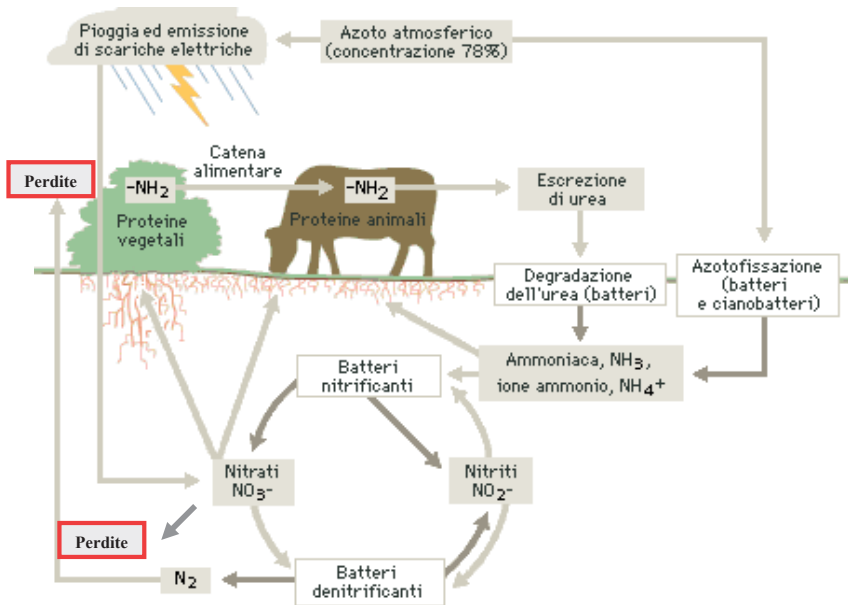 Pioggia ed emissione
di scariche elettriche
Azoto atmosferico
(concentrazione 78%)
Perdite
-NH2
Catena
alimentare
-NH2
Escrezione
di urea
Proteine
vegetali
Proteine animali
Degradazione
dell'urea (batteri)
Azotofissazione
(batteri
e cianobatteri)
Batteri
nitrificanti
Ammoniaca, NH3,
ione ammonio, NH4+
Nitrati
NO3-
Nitriti
NO2-
Perdite
N2
Batteri
denitrificanti